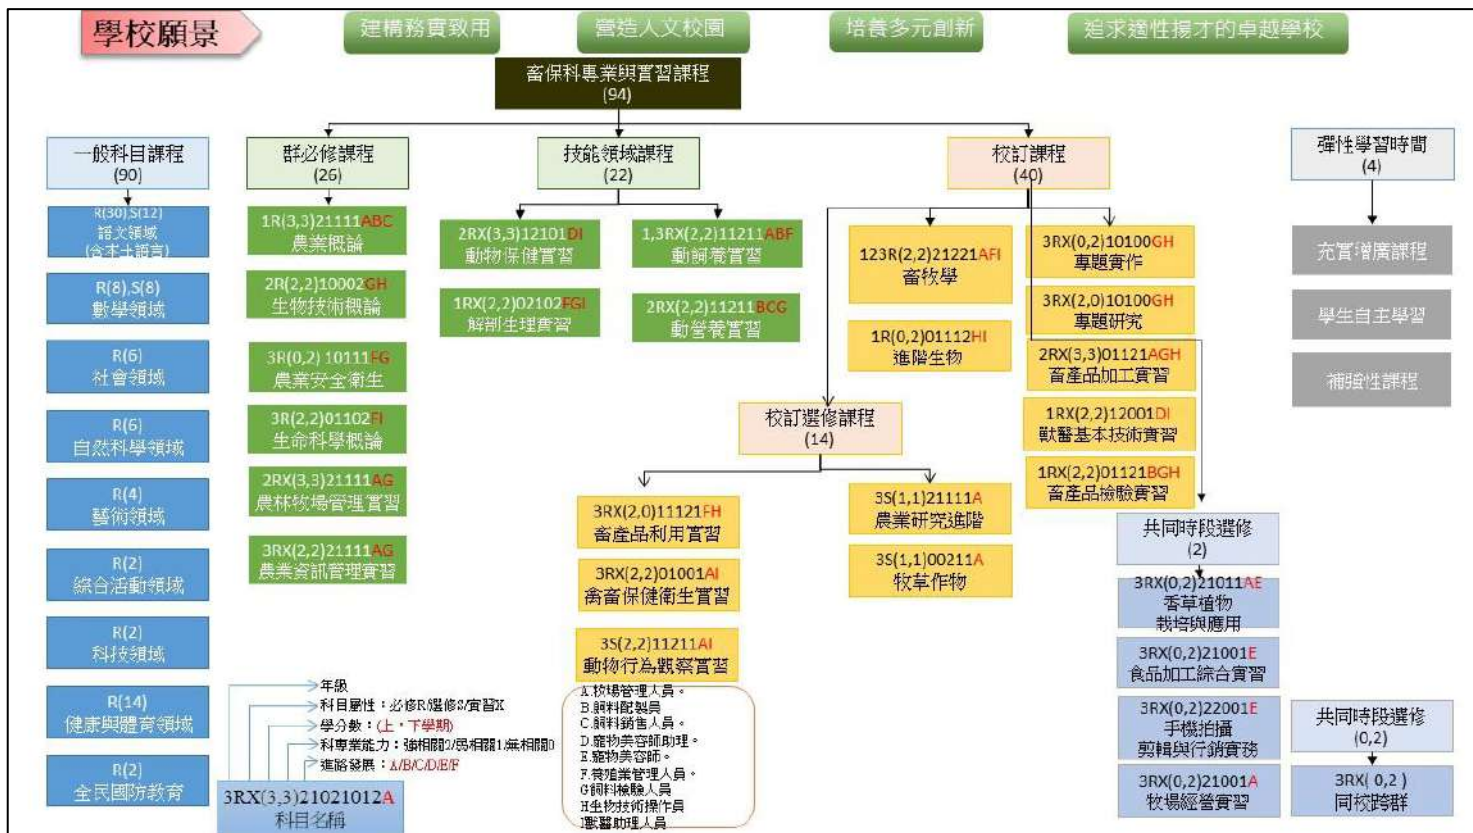 學校願景
建構務實致用
營造人文校園
培養多元創新
追求適性揚才的卓越學校
畜保科專業與實習課程
(94)
一般科目課程
(90)
群必修課程
(26)
技能領域課程
(22)
校訂課程
(40)
彈性學習時間
(4)
R(30),S(12)
語文領域
(含本土語言)
R(8),S(8)
數學領域
R(6)
社會領域
R(6)
自然科學領域
R(4)
藝術領域
R(2)
綜合活動領域
R(2)
科技領域
R(14)
健康與體育領域
R(2)
全民國防教育
1R(3,3)21111ABC
農業概論
2R(2,2)10002GH
生物技術概論
3R(0,2) 10111FG
農業安全衛生
3R(2,2)01102FI
生命科學概論
2RX(3,3)21111AG
農林牧場管理實習
3RX(2,2)21111AG
農業資訊管理實習
2RX(3,3)12101DI
動物保健實習
1RX(2,2)02102FGI
解剖生理實習
1,3RX(2,2)11211ABF
動飼養實習
2RX(2,2)11211BCG
動營養實習
123R(2,2)21221AFI
畜牧學
1R(0,2)01112HI
進階生物
3RX(0,2)10100GH
專題實作
3RX(2,0)10100GH
專題研究
2RX(3,3)01121AGH
畜產品加工實習
1RX(2,2)12001DI
獸醫基本技術實習
1RX(2,2)01121BGH
畜產品檢驗實習
校訂選修課程
(14)
3RX(2,0)11121FH
畜產品利用實習
3RX(2,2)01001AI
禽畜保健衛生實習
3S(2,2)11211AI
動物行為觀察實習
3S(1,1)21111A
農業研究進階
3S(1,1)00211A
牧草作物
共同時段選修
(2)
3RX(0,2)21011AE
香草植物
栽培與應用
3RX(0,2)21001E
食品加工綜合實習
3RX(0,2)22001E
手機拍攝
剪輯與行銷實務
3RX(0,2)21001A
牧場經營實習
共同時段選修
(0,2)
3RX( 0,2 )
同校跨群
充實增廣課程
學生自主學習
補強性課程
年級
科目屬性：必修R/選修S/實習X
學分數：(上，下學期)
科專業能力：強相關2/弱相關1/無相關0
進路發展：A/B/C/D/E/F
3RX(3,3)21021012A
科目名稱
A.牧場管理人員。
B.飼料配製員
C.飼料銷售人員。
D.寵物美容師助理。
E.寵物美容師。
F.養殖業管理人員。
G飼料檢驗人員
H生物技術操作員
I獸醫助理人員